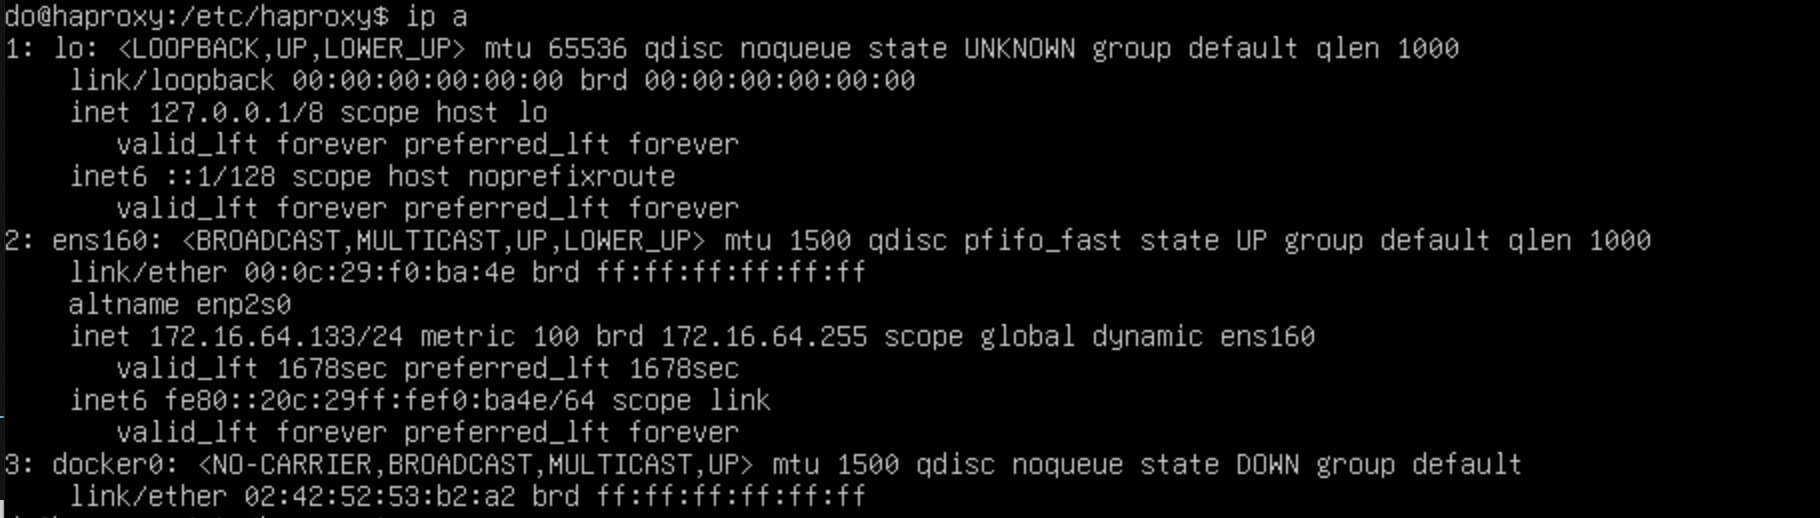 do@haproxy:/etc/haproxy$ ip a
1: lo: <LOOPBACK,UP,LOWER_UP> mtu 65536 qdisc noqueue state UNKNOWN group default qlen 1000
    link/loopback 00:00:00:00:00:00 brd 00:00:00:00:00:00
    inet 127.0.0.1/8 scope host lo
       valid_lft forever preferred_lft forever
    inet6 ::1/128 scope host noprefixroute
       valid_lft forever preferred_lft forever
2: ens160: <BROADCAST,MULTICAST,UP,LOWER_UP> mtu 1500 qdisc pfifo_fast state UP group default qlen 1000
    link/ether 00:0c:29:f0:ba:4e brd ff:ff:ff:ff:ff:ff
    altname enp2s0
    inet 172.16.64.133/24 metric 100 brd 172.16.64.255 scope global dynamic ens160
       valid_lft 1678sec preferred_lft 1678sec
    inet6 fe80::20c:29ff:fef0:ba4e/64 scope link
       valid_lft forever preferred_lft forever
3: docker0: <NO-CARRIER,BROADCAST,MULTICAST,UP> mtu 1500 qdisc noqueue state DOWN group default
    link/ether 02:42:52:53:b2:a2 brd ff:ff:ff:ff:ff:ff